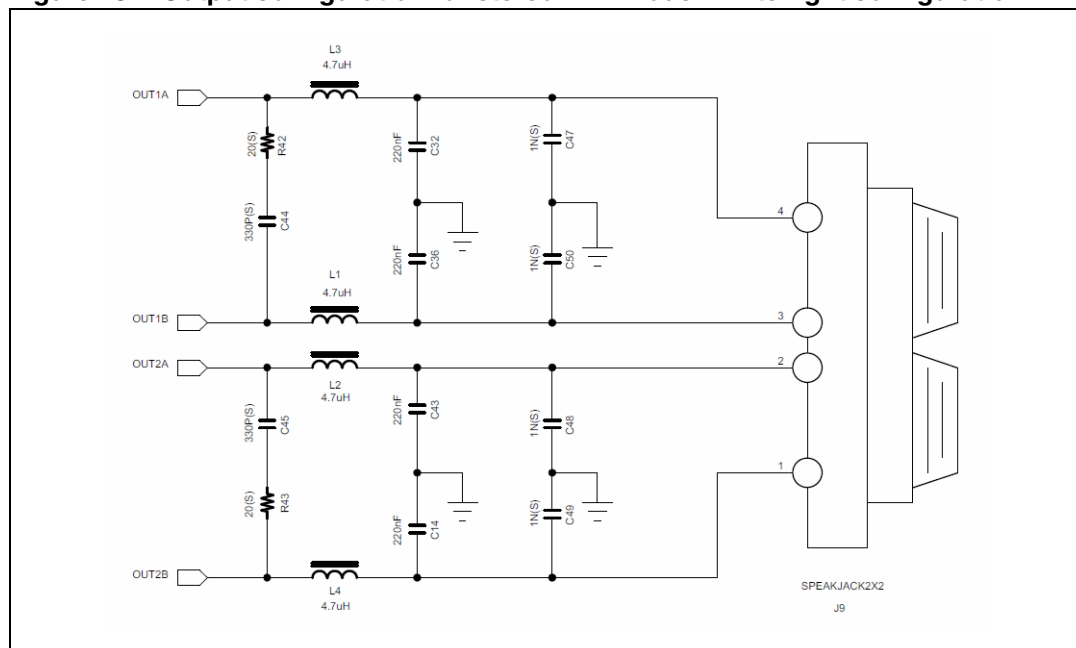 L3
4.7uH
OUT1A
20(S)
R42
220nF
C32
1N(S)
C47
330P(S)
C44
4
220nF
C36
1N(S)
C50
L1
4.7uH
OUT1B
3
OUT2A
2
L2
4.7uH
330P(S)
C45
220nF
C43
1N(S)
C48
1
20(S)
R43
220nF
C14
1N(S)
C49
OUT2B
L4
4.7uH
SPEAKJACK2X2
J9